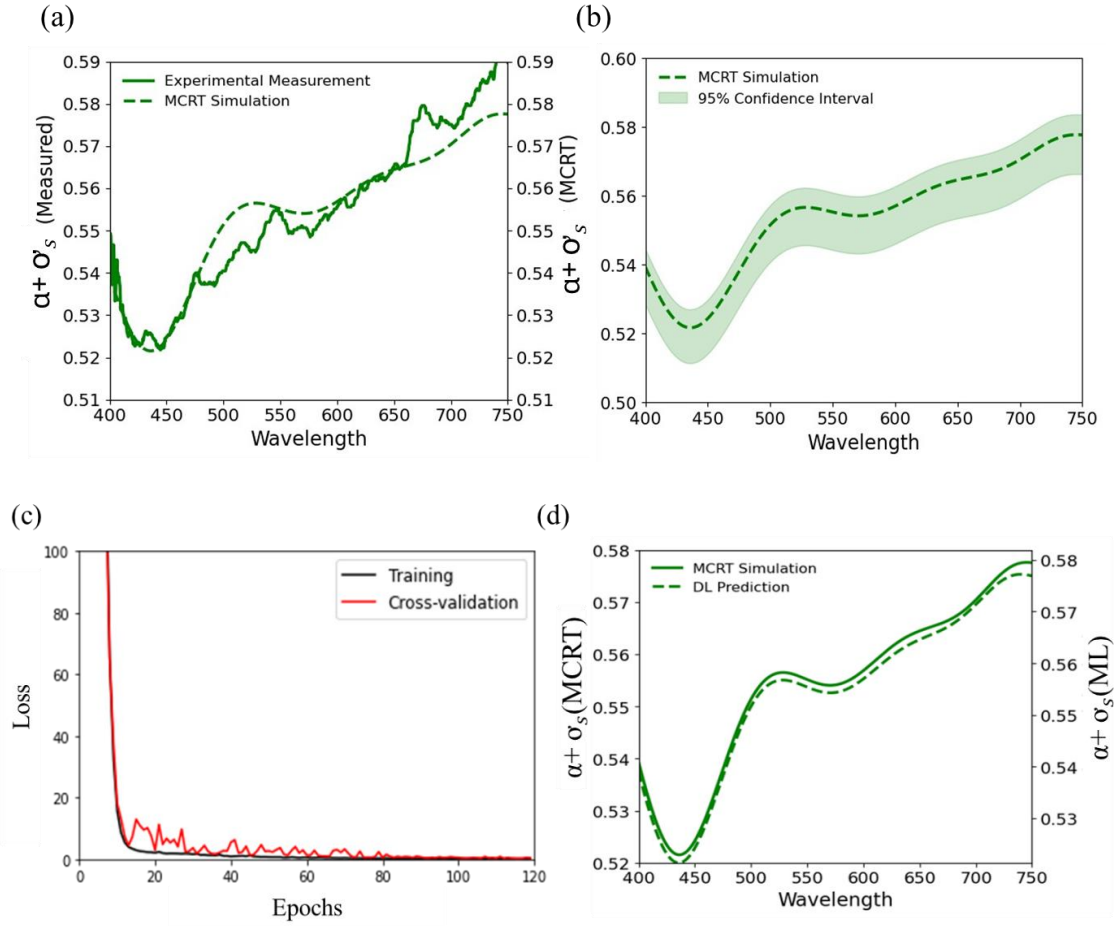 (a)
0.59
0.58
0.57
0.56
0.55
0.54
0.53
0.52
0.51
α+ σ'ₛ (Measured)
Experimental Measurement
MCRT Simulation
0.59
0.58
0.57
0.56
0.55
0.54
0.53
0.52
0.51
α+ σ'ₛ (MCRT)
400 450 500 550 600 650 700 750
Wavelength
(b)
0.60
0.58
0.56
0.54
0.52
0.50
MCRT Simulation
95% Confidence Interval
400 450 500 550 600 650 700 750
Wavelength
(c)
100
80
60
40
20
0
Loss
Training
Cross-validation
20 40 60 80 100 120
Epochs
(d)
0.58
0.57
0.56
0.55
0.54
0.53
0.52
α+ σₛ(MCRT)
MCRT Simulation
DL Prediction
0.58
0.57
0.56
0.55
0.54
0.53
α+ σₛ(ML)
400 450 500 550 600 650 700 750
Wavelength